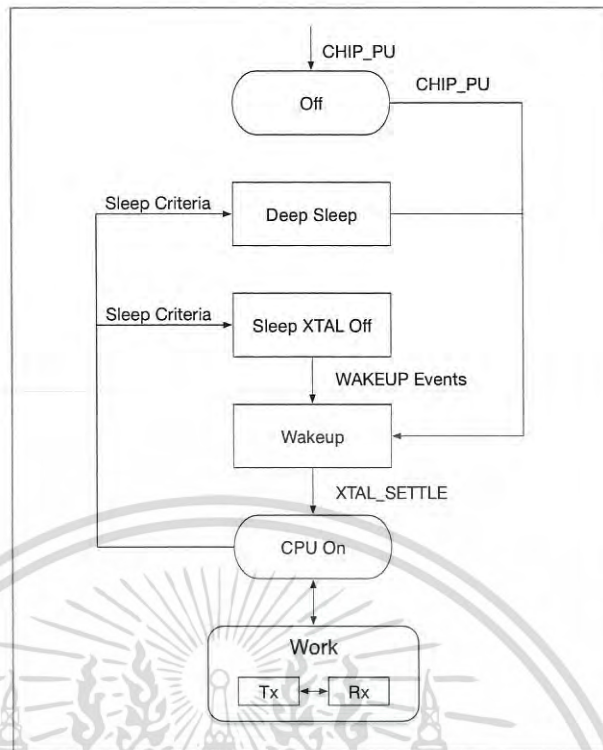 CHIP_PU
CHIP_PU
Off
Sleep Criteria
Deep Sleep
Sleep Criteria
Sleep XTAL Off
WAKEUP Events
Wakeup
XTAL_SETTLE
CPU On
Work
Tx
Rx